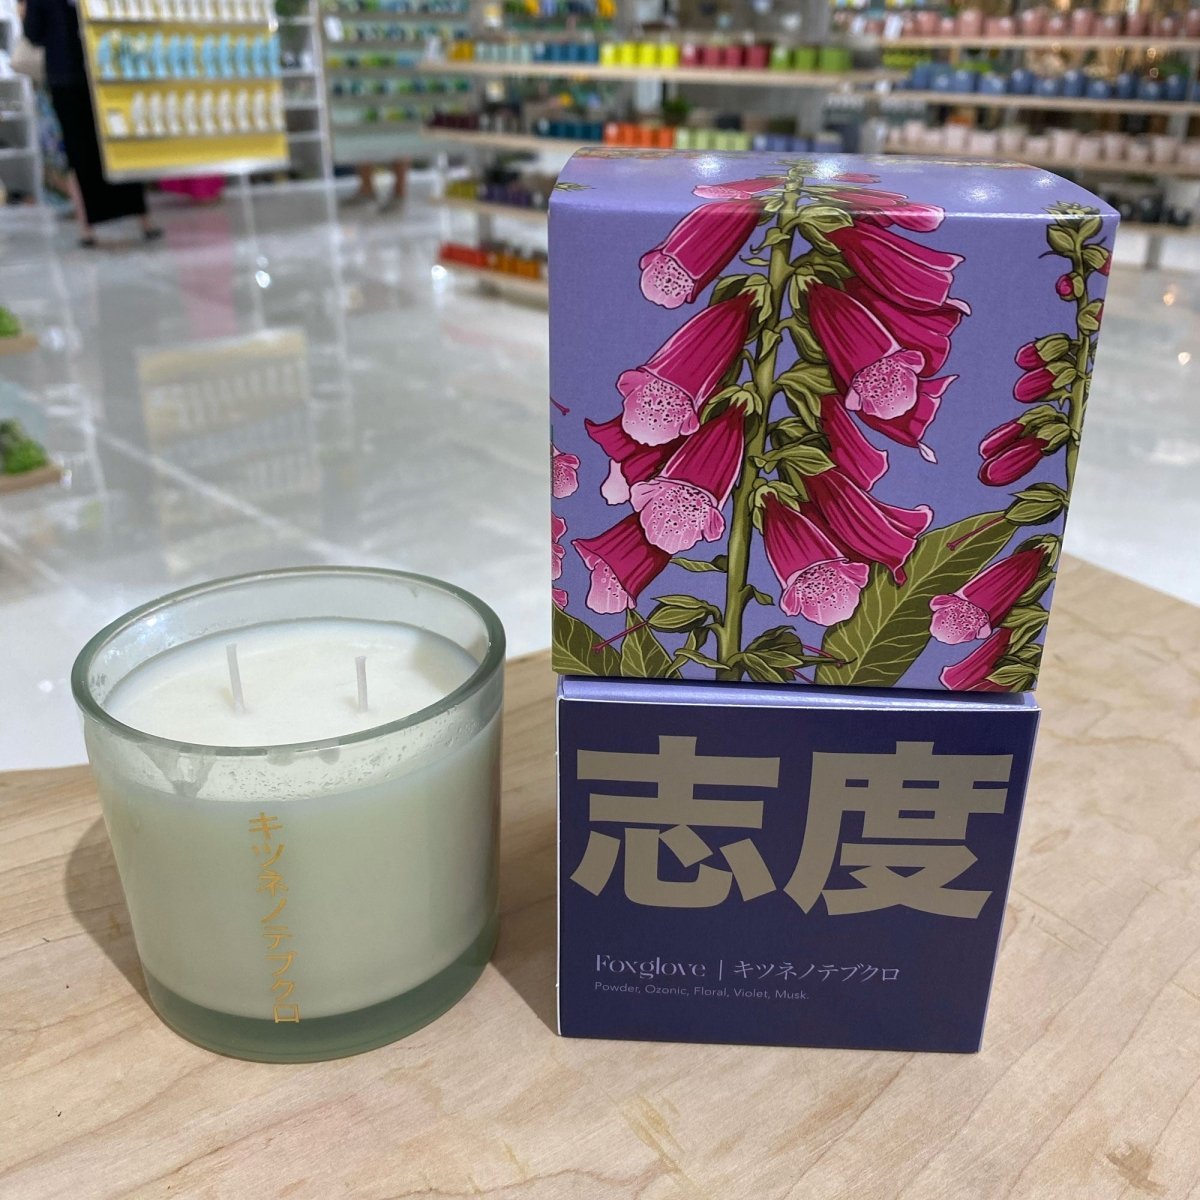 キツネノテブクロ
志度
Foxglove | キツネノテブクロ
Powder, Ozonic, Floral, Violet, Musk.